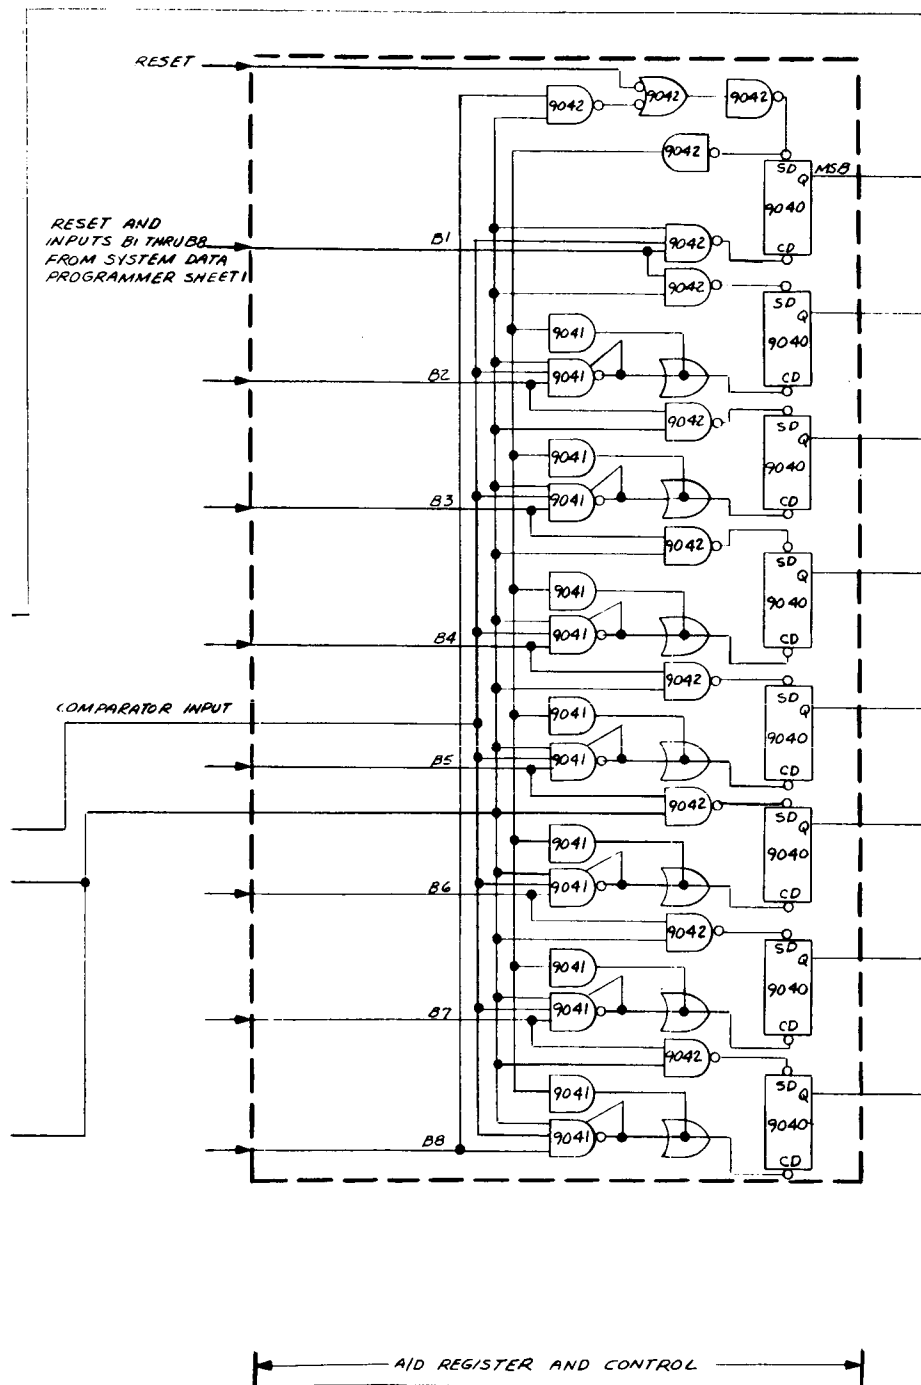 RESET
9042
9042
9042
9042
SD
Q
MSB
9040
CD
RESET AND
INPUTS B1 THRU B8
FROM SYSTEM DATA
PROGRAMMER SHEET 1
B1
9042
9042
SD
Q
9040
CD
9041
9041
B2
9042
SD
Q
9040
CD
9041
9041
B3
9042
SD
Q
9040
CD
9041
9041
B4
9042
SD
Q
9040
CD
COMPARATOR INPUT
9041
9041
B5
9042
SD
Q
9040
CD
9041
9041
B6
9042
SD
Q
9040
CD
9041
9041
B7
9042
SD
Q
9040
CD
9041
9041
B8
A/D REGISTER AND CONTROL